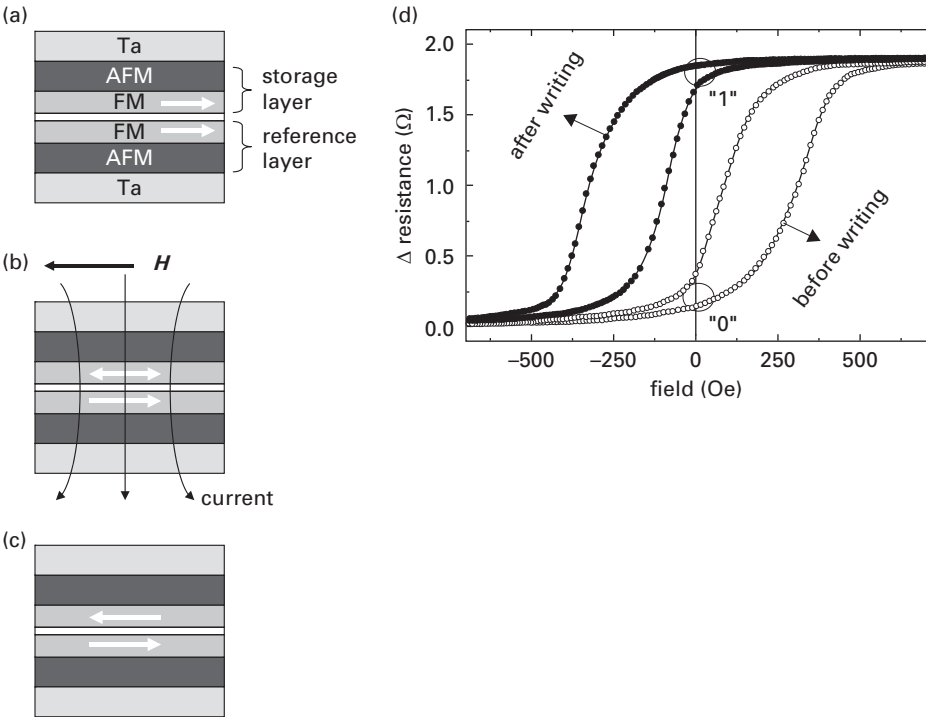 (a)
Ta
AFM
FM
FM
AFM
Ta
storage
layer
reference
layer
(b)
H
current
(c)
(d)
Δ resistance (Ω)
2.0
1.5
1.0
0.5
0.0
after writing
"1"
before writing
"0"
−500
−250
0
250
500
field (Oe)